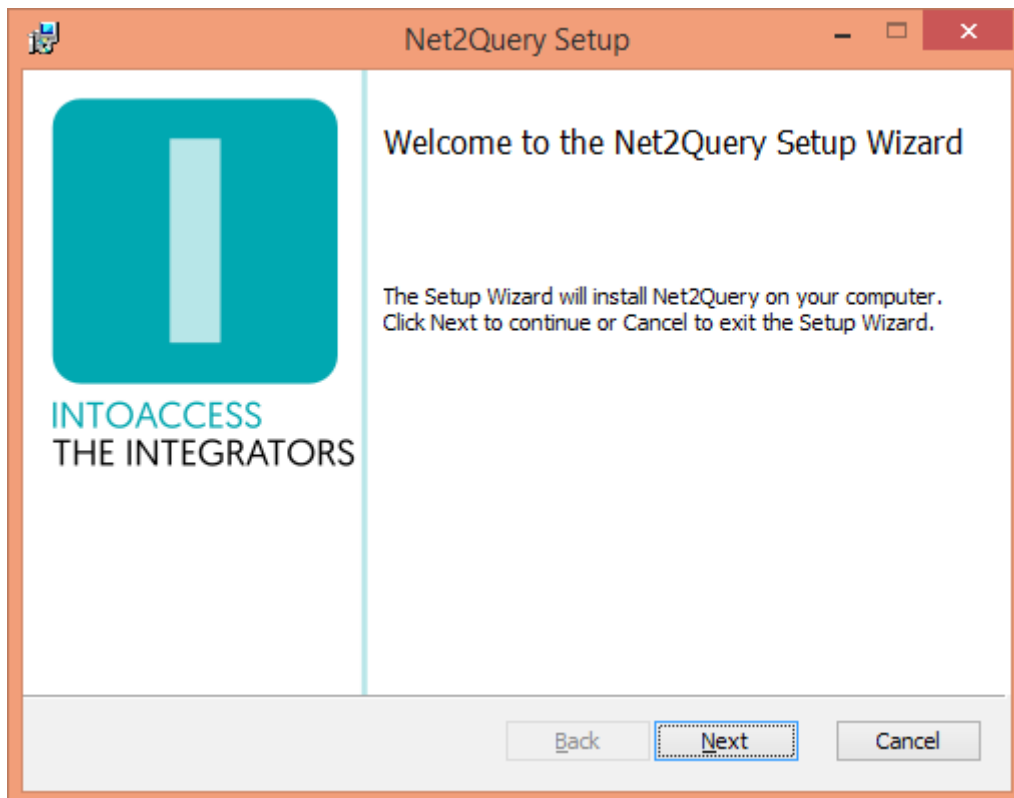 Net2Query Setup
Welcome to the Net2Query Setup Wizard
The Setup Wizard will install Net2Query on your computer.
Click Next to continue or Cancel to exit the Setup Wizard.
I
INTOACCESS
THE INTEGRATORS
Back
Next
Cancel